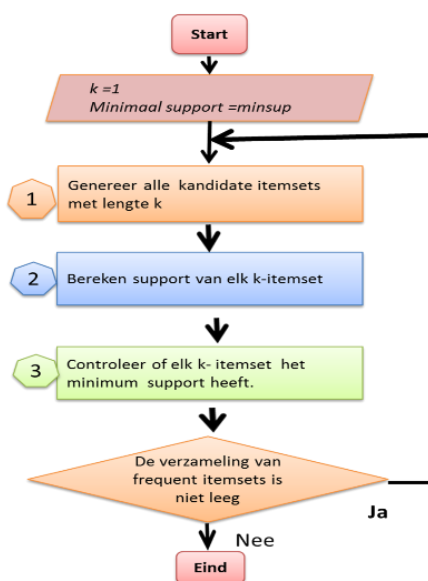 Start
k =1
Minimaal support =minsup
1
Genereer alle kandidate itemsets
met lengte k
2
Bereken support van elk k-itemset
3
Controleer of elk k- itemset het
minimum support heeft.
De verzameling van
frequent itemsets is
niet leeg
Ja
Nee
Eind